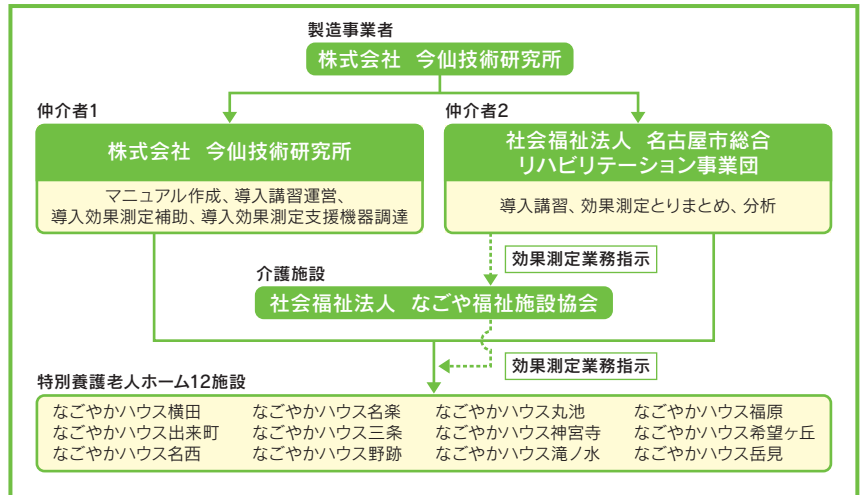 製造事業者
株式会社 今仙技術研究所
仲介者1
株式会社 今仙技術研究所
マニュアル作成、導入講習運営、
導入効果測定補助、導入効果測定支援機器調達
仲介者2
社会福祉法人 名古屋市総合
リハビリテーション事業団
導入講習、効果測定とりまとめ、分析
効果測定業務指示
介護施設
社会福祉法人 なごや福祉施設協会
効果測定業務指示
特別養護老人ホーム12施設
なごやかハウス横田 なごやかハウス名楽 なごやかハウス丸池 なごやかハウス福原
なごやかハウス出来町 なごやかハウス三条 なごやかハウス神宮寺 なごやかハウス希望ヶ丘
なごやかハウス名西 なごやかハウス野跡 なごやかハウス滝ノ水 なごやかハウス岳見